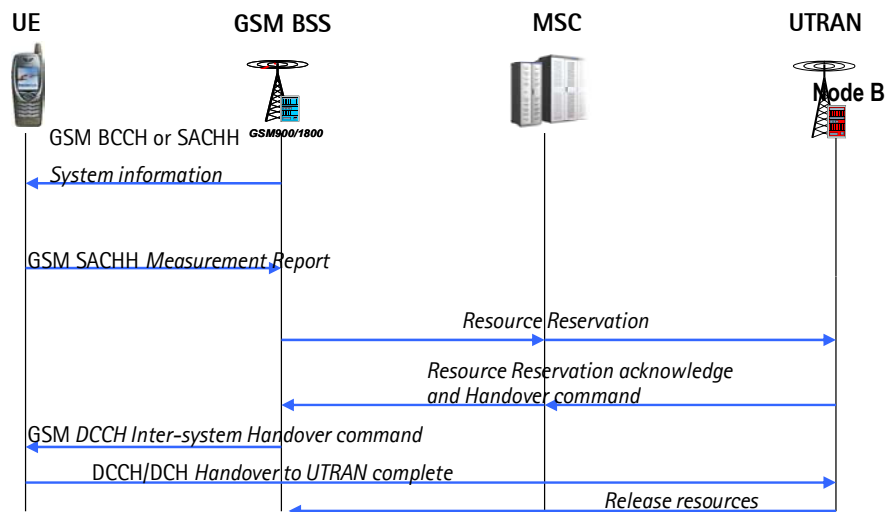 UE
GSM BSS
MSC
UTRAN
Node B
GSM900/1800
GSM BCCH or SACHH
System information
GSM SACHH Measurement Report
Resource Reservation
Resource Reservation acknowledge
and Handover command
GSM DCCH Inter-system Handover command
DCCH/DCH Handover to UTRAN complete
Release resources